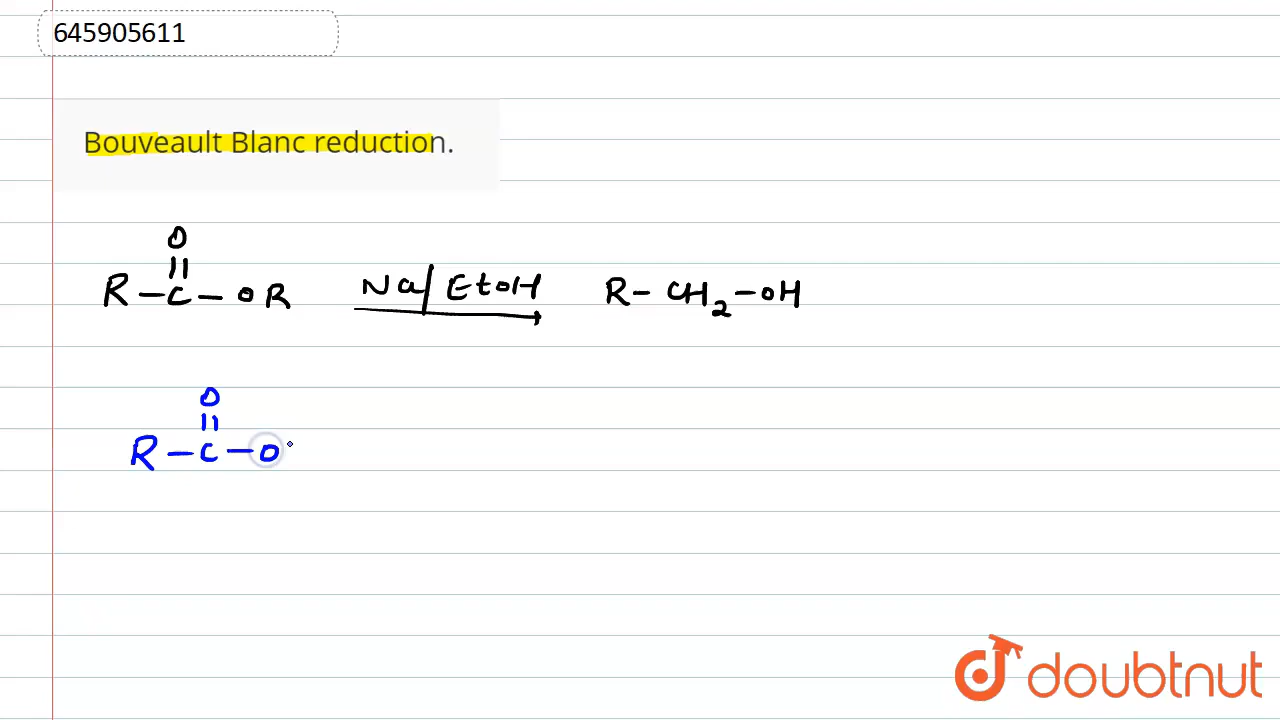 645905611
Bouveault Blanc reduction.
O
||
R-C-OR Na/EtOH R-CH2-OH
O
||
R-C-O
doubtnut